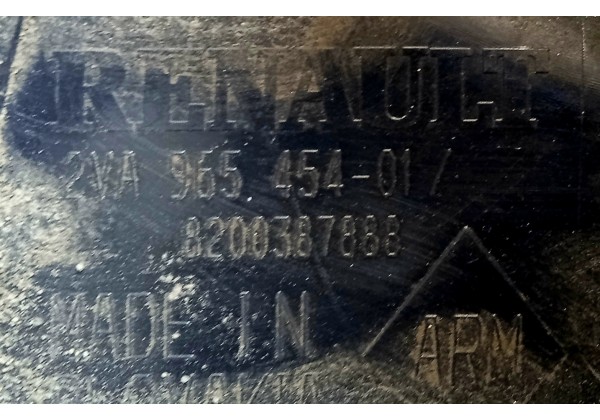 RENAULT
2VA 965 454-01 /
8200387888
MADE IN
ARM